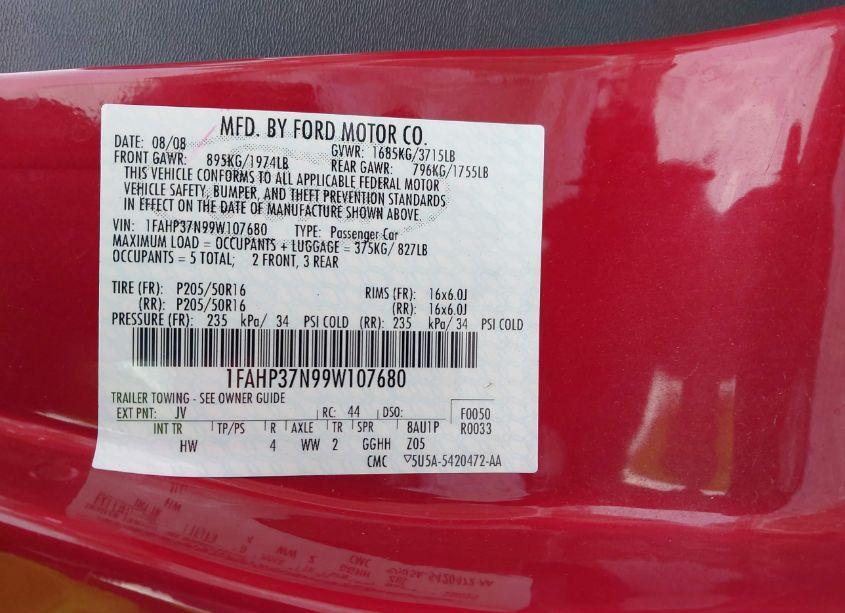 MFD. BY FORD MOTOR CO.
DATE: 08/08 GVWR: 1685KG/3715LB
FRONT GAWR: 895KG/1974LB REAR GAWR: 796KG/1755LB
THIS VEHICLE CONFORMS TO ALL APPLICABLE FEDERAL MOTOR
VEHICLE SAFETY, BUMPER, AND THEFT PREVENTION STANDARDS
IN EFFECT ON THE DATE OF MANUFACTURE SHOWN ABOVE.
VIN: 1FAHP37N99W107680 TYPE: Passenger Car
MAXIMUM LOAD = OCCUPANTS + LUGGAGE = 375KG/ 827LB
OCCUPANTS = 5 TOTAL; 2 FRONT, 3 REAR
TIRE (FR): P205/50R16 RIMS (FR): 16x6.0J
(RR): P205/50R16 (RR): 16x6.0J
PRESSURE (FR): 235 kPa/ 34 PSI COLD (RR): 235 kPa/ 34 PSI COLD
1FAHP37N99W107680
TRAILER TOWING - SEE OWNER GUIDE
EXT PNT: JV RC: 44 DSO: F0050
INT TR TP/PS R AXLE TR SPR 8AU1P R0033
HW 4 WW 2 GGHH Z05
CMC 5U5A-5420472-AA